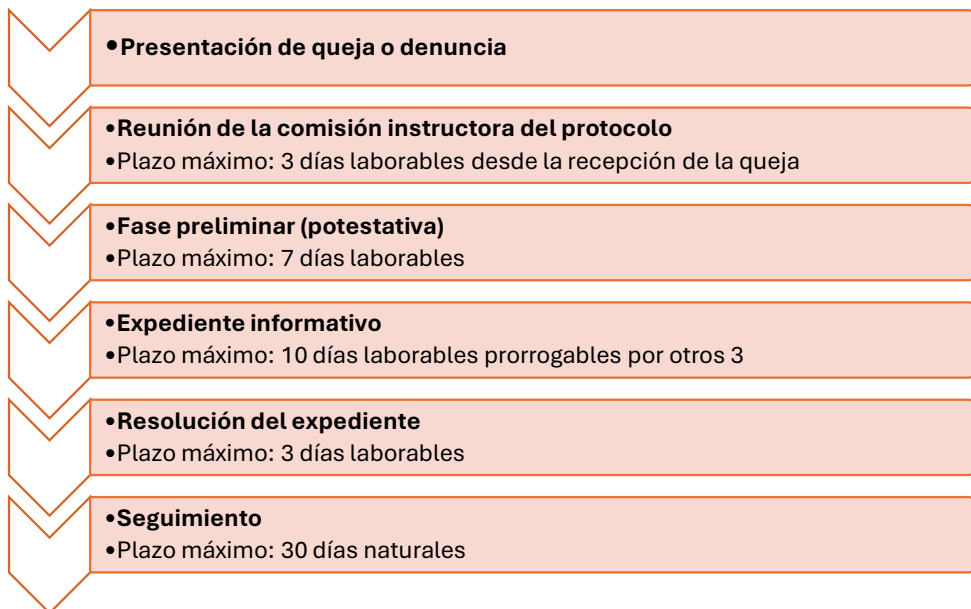 •Presentación de queja o denuncia
•Reunión de la comisión instructora del protocolo
•Plazo máximo: 3 días laborables desde la recepción de la queja
•Fase preliminar (potestativa)
•Plazo máximo: 7 días laborables
•Expediente informativo
•Plazo máximo: 10 días laborables prorrogables por otros 3
•Resolución del expediente
•Plazo máximo: 3 días laborables
•Seguimiento
•Plazo máximo: 30 días naturales